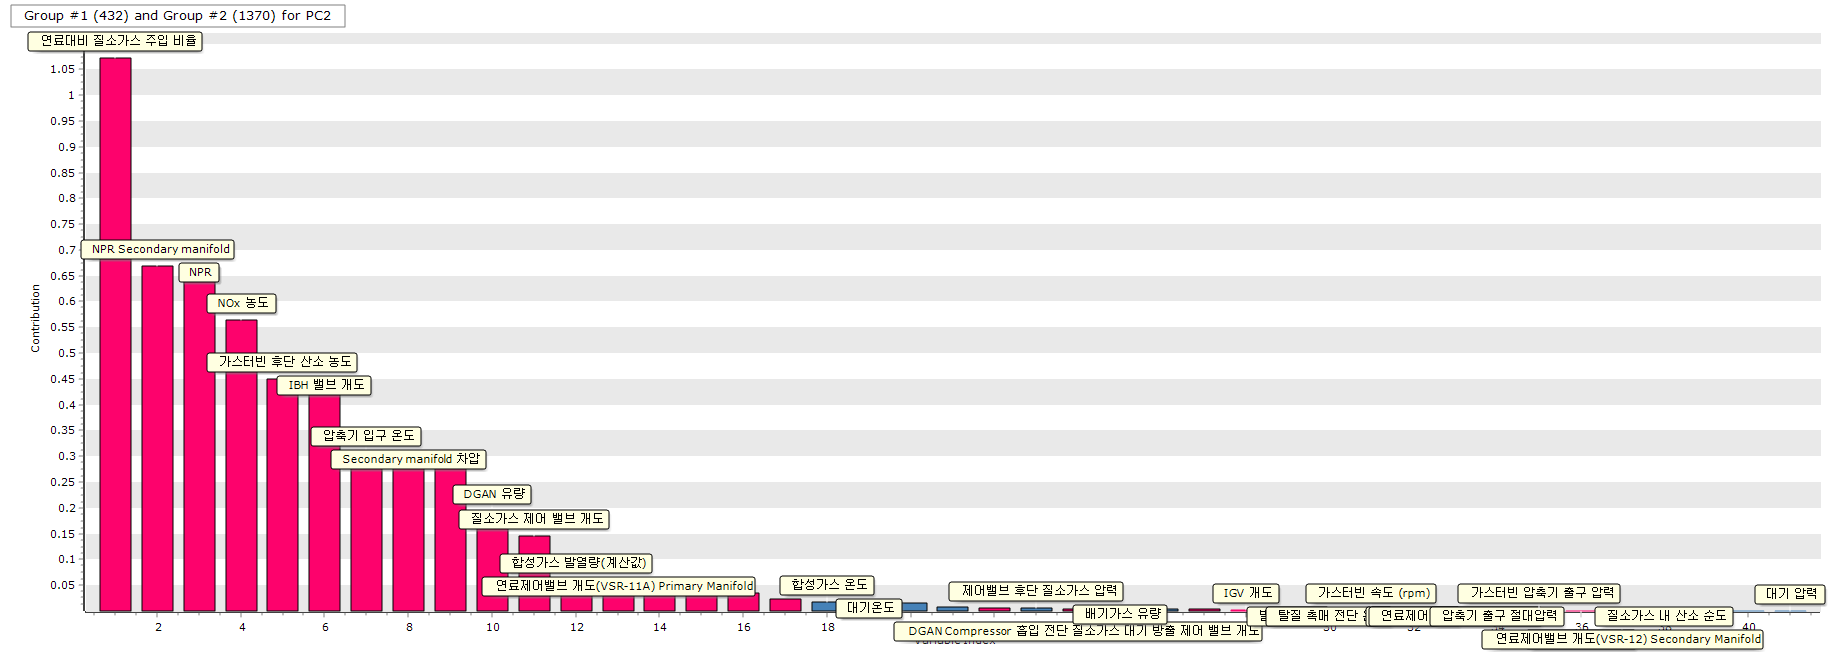 Group #1 (432) and Group #2 (1370) for PC2
연료대비 질소가스 주입 비율
1.05
1
0.95
0.9
0.85
0.8
0.75
0.7
0.65
0.6
0.55
0.5
0.45
0.4
0.35
0.3
0.25
0.2
0.15
0.1
0.05
Contribution
NPR Secondary manifold
NPR
NOx 농도
가스터빈 후단 산소 농도
IBH 밸브 개도
압축기 입구 온도
Secondary manifold 차압
DGAN 유량
질소가스 제어 밸브 개도
합성가스 발열량(계산값)
연료제어밸브 개도(VSR-11A) Primary Manifold
합성가스 온도
대기온도
제어밸브 후단 질소가스 압력
배기가스 유량
DGAN Compressor 흡입 전단 질소가스 대기 방출 제어 밸브 개도
IGV 개도
탈질 촉매 전단
가스터빈 속도 (rpm)
연료제어
압축기 출구 절대압력
가스터빈 압축기 출구 압력
연료제어밸브 개도(VSR-12) Secondary Manifold
질소가스 내 산소 순도
대기 압력
2 4 6 8 10 12 14 16 18 40